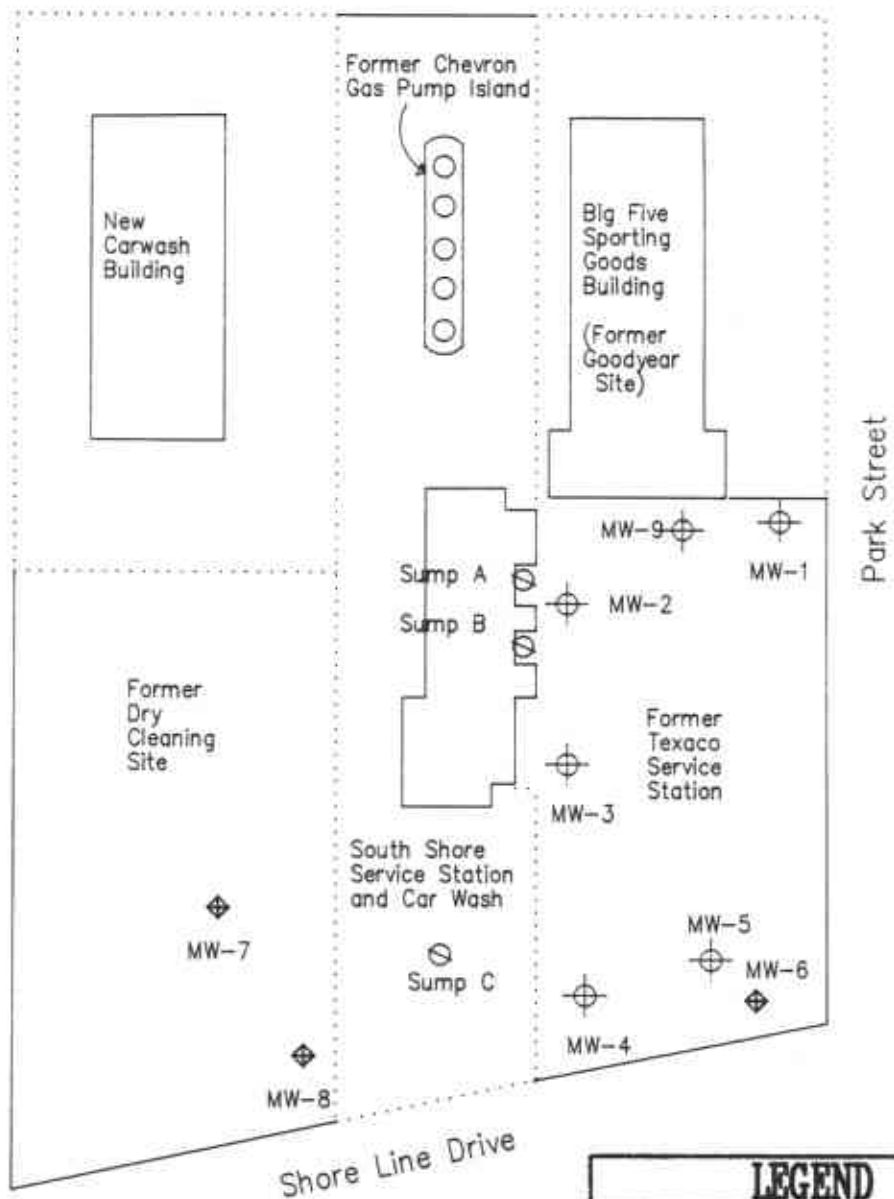 Former Chevron
Gas Pump Island
New
Carwash
Building
Big Five
Sporting
Goods
Building
(Former
Goodyear
Site)
Park Street
MW-9
MW-1
Sump A
MW-2
Sump B
Former
Dry
Cleaning
Site
Former
Texaco
Service
Station
MW-3
South Shore
Service Station
and Car Wash
MW-7
Sump C
MW-5
MW-6
MW-4
MW-8
Shore Line Drive
LEGEND